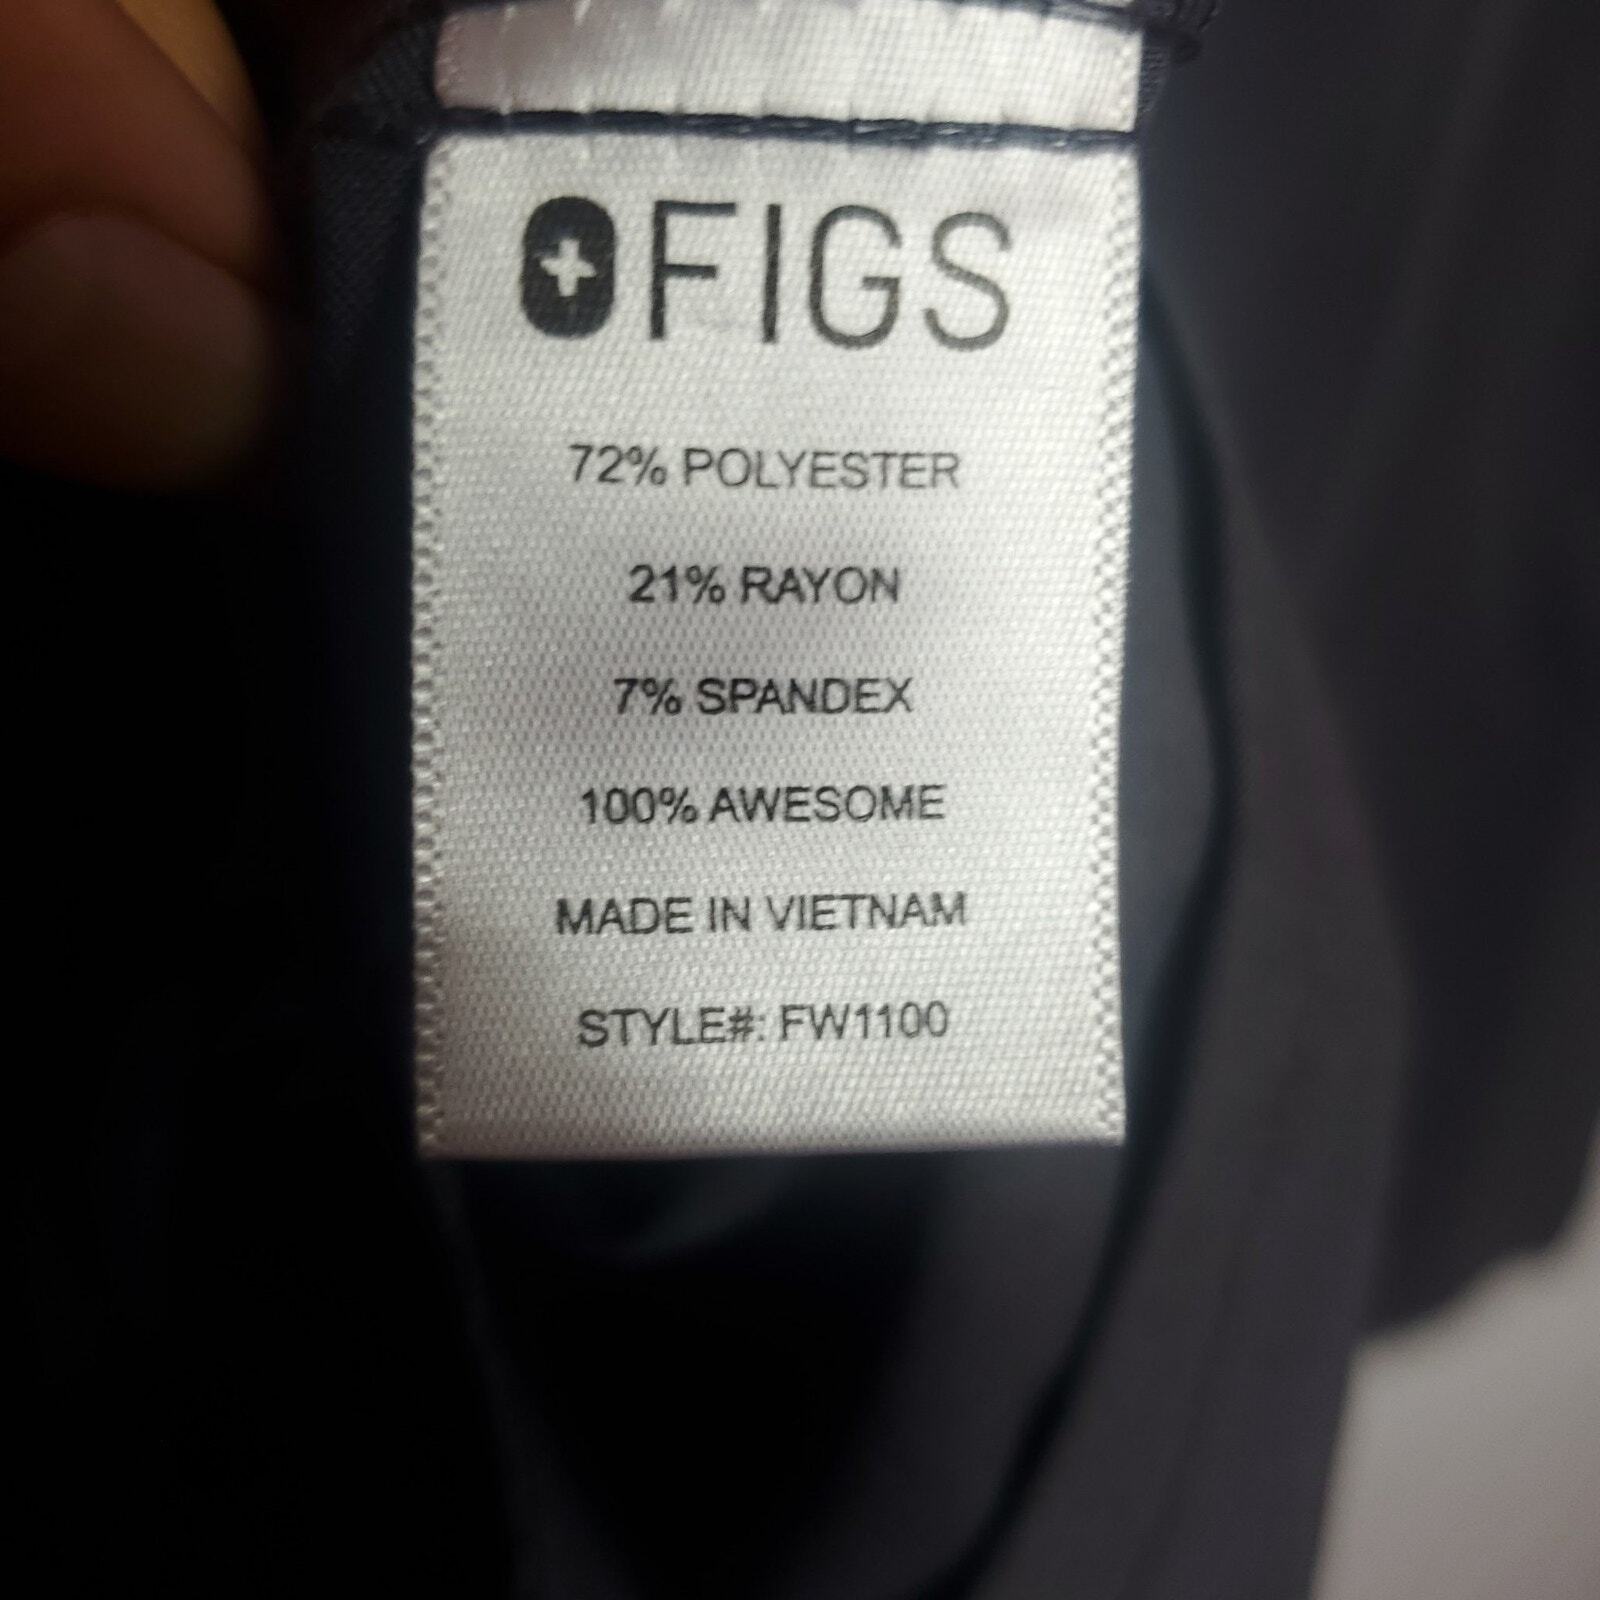 FIGS
72% POLYESTER
21% RAYON
7% SPANDEX
100% AWESOME
MADE IN VIETNAM
STYLE#: FW1100